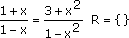 (1+x)/(1-x) = (3+x²)/(1-x²)  R = { }